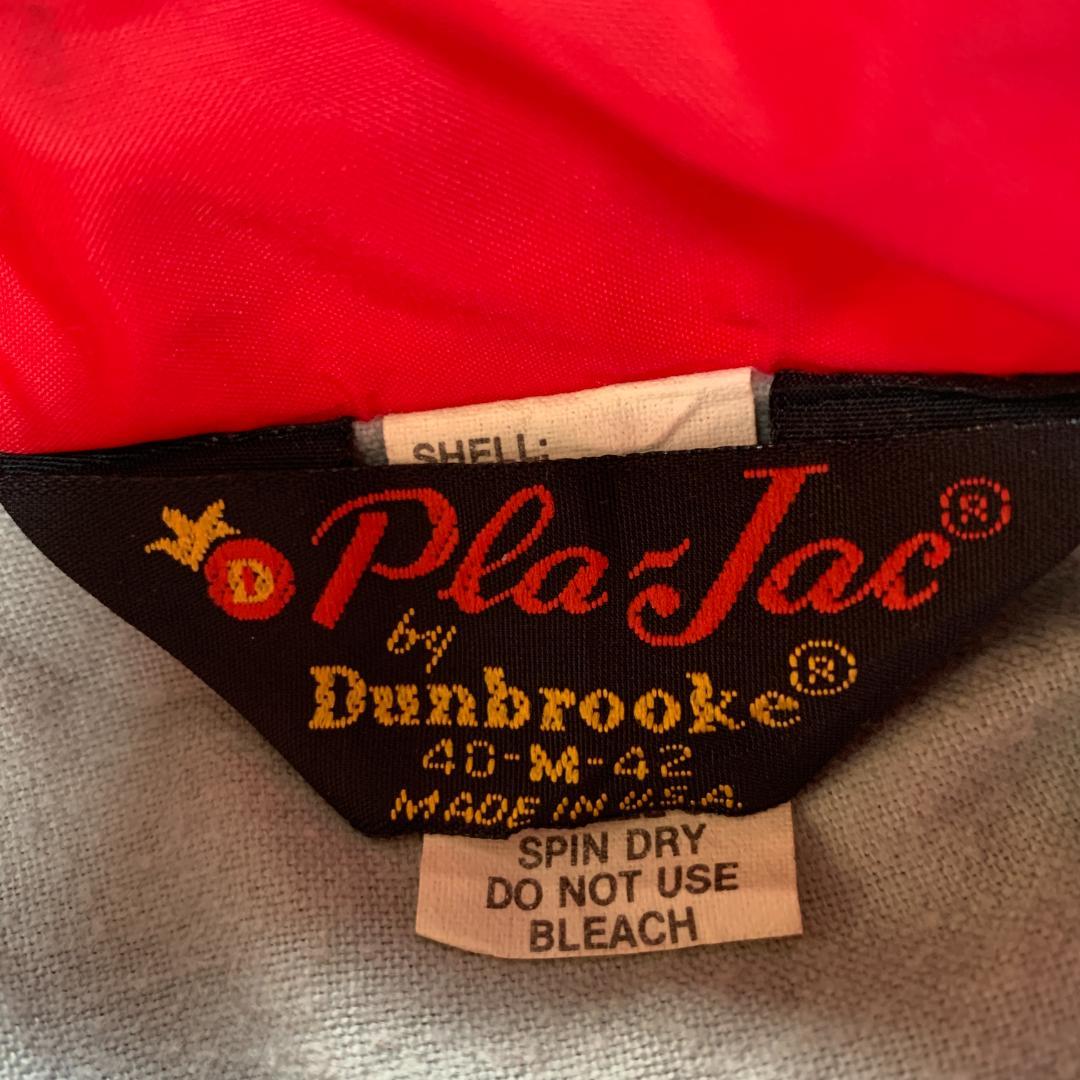 SHELL:
D Pla-Jac®
by
Dunbrooke®
40-M-42
MADE IN U.S.A.
SPIN DRY
DO NOT USE
BLEACH